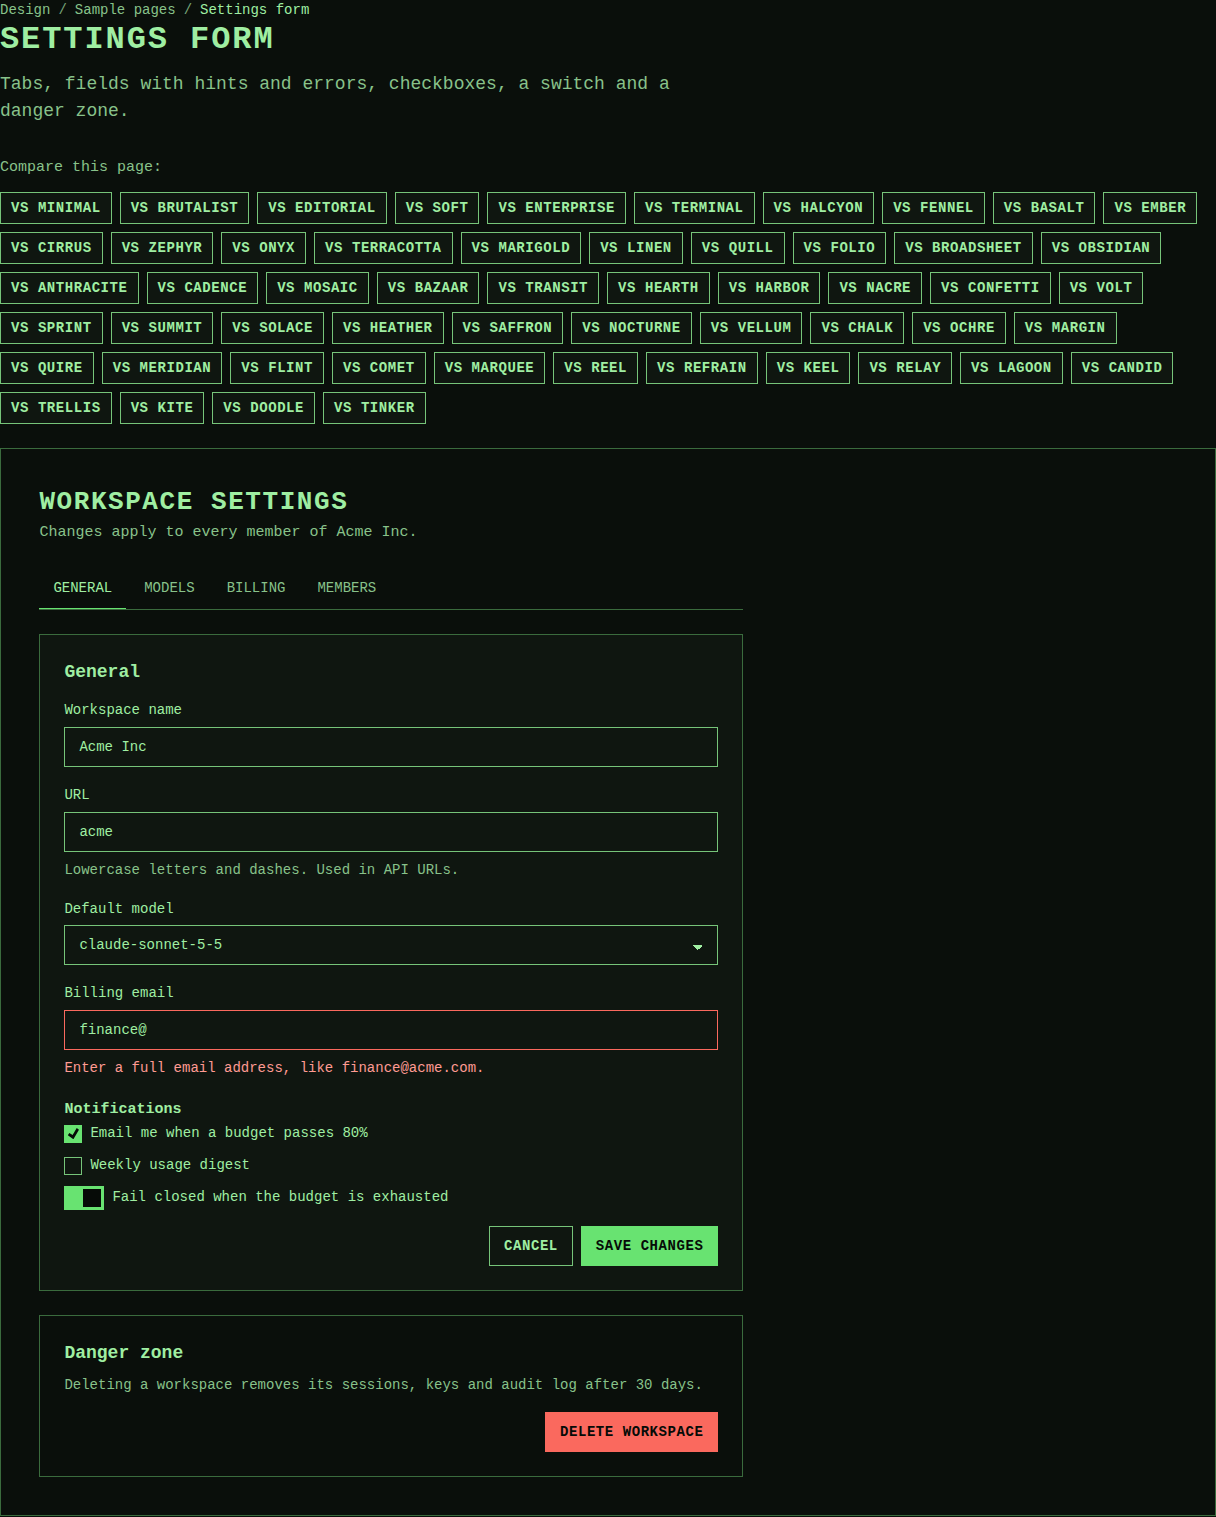 Design / Sample pages / Settings form
SETTINGS FORM
Tabs, fields with hints and errors, checkboxes, a switch and a
danger zone.
Compare this page:
VS MINIMAL VS BRUTALIST VS EDITORIAL VS SOFT VS ENTERPRISE VS TERMINAL VS HALCYON VS FENNEL VS BASALT VS EMBER
VS CIRRUS VS ZEPHYR VS ONYX VS TERRACOTTA VS MARIGOLD VS LINEN VS QUILL VS FOLIO VS BROADSHEET VS OBSIDIAN
VS ANTHRACITE VS CADENCE VS MOSAIC VS BAZAAR VS TRANSIT VS HEARTH VS HARBOR VS NACRE VS CONFETTI VS VOLT
VS SPRINT VS SUMMIT VS SOLACE VS HEATHER VS SAFFRON VS NOCTURNE VS VELLUM VS CHALK VS OCHRE VS MARGIN
VS QUIRE VS MERIDIAN VS FLINT VS COMET VS MARQUEE VS REEL VS REFRAIN VS KEEL VS RELAY VS LAGOON VS CANDID
VS TRELLIS VS KITE VS DOODLE VS TINKER
WORKSPACE SETTINGS
Changes apply to every member of Acme Inc.
GENERAL MODELS BILLING MEMBERS
General
Workspace name
Acme Inc
URL
acme
Lowercase letters and dashes. Used in API URLs.
Default model
claude-sonnet-5-5
Billing email
finance@
Enter a full email address, like finance@acme.com.
Notifications
Email me when a budget passes 80%
Weekly usage digest
Fail closed when the budget is exhausted
CANCEL SAVE CHANGES
Danger zone
Deleting a workspace removes its sessions, keys and audit log after 30 days.
DELETE WORKSPACE